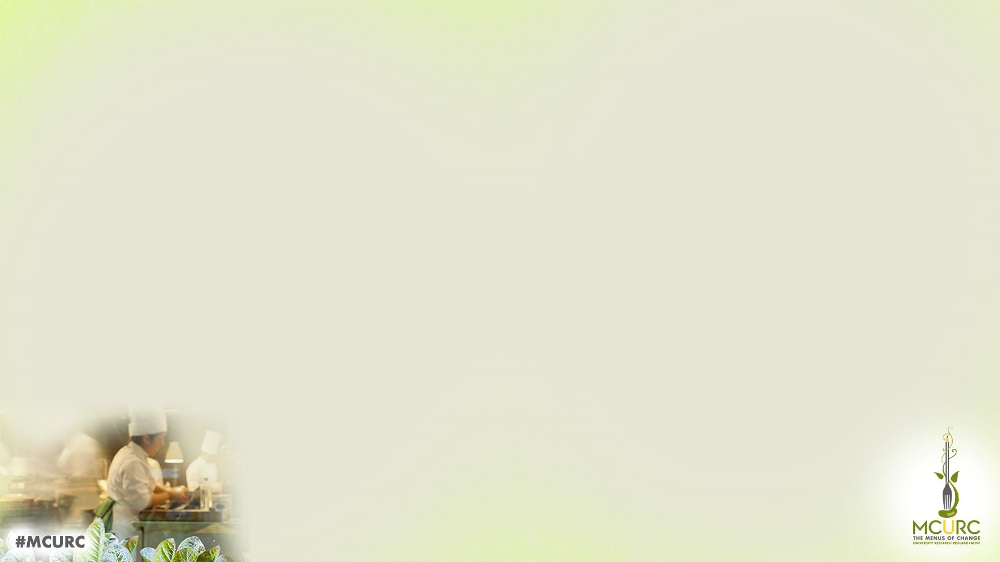 #MCURC
MCURC
THE MENUS OF CHANGE
UNIVERSITY RESEARCH COLLABORATIVE